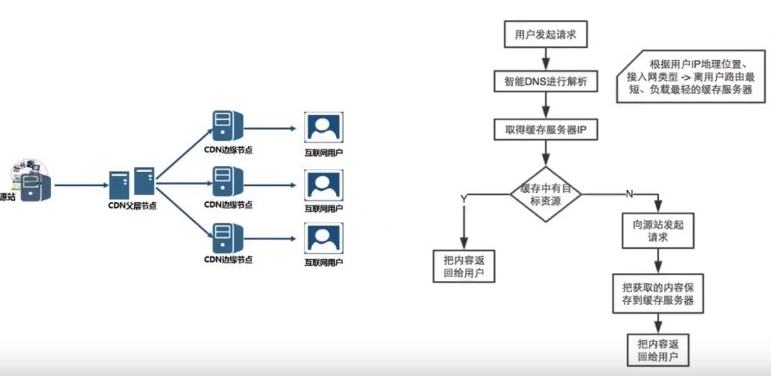 源站
CDN父层节点
CDN边缘节点
互联网用户
CDN边缘节点
互联网用户
CDN边缘节点
互联网用户
用户发起请求
智能DNS进行解析
根据用户IP地理位置、
接入网类型 -> 离用户路由最
短、负载最轻的缓存服务器
取得缓存服务器IP
缓存中有目
标资源
Y
N
把内容返
回给用户
向源站发起
请求
把获取的内容保
存到缓存服务器
把内容返
回给用户